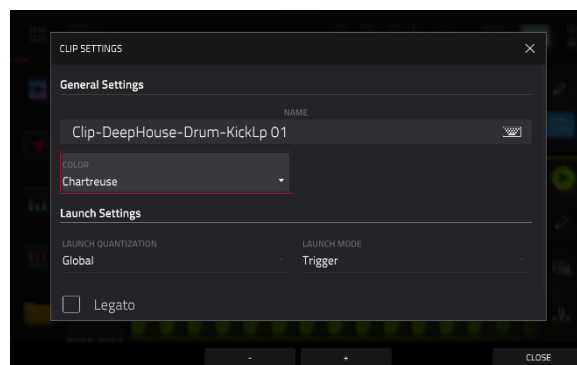 CLIP SETTINGS
General Settings
NAME
Clip-DeepHouse-Drum-KickLp 01
COLOR
Chartreuse
Launch Settings
LAUNCH QUANTIZATION LAUNCH MODE
Global Trigger
Legato
- + CLOSE